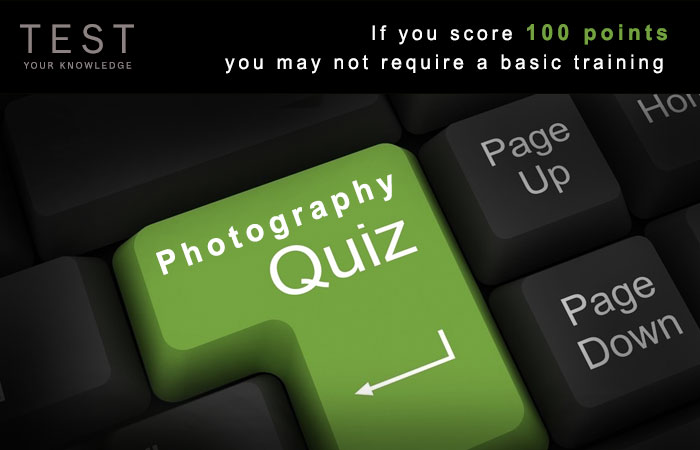 TEST
YOUR KNOWLEDGE
If you score 100 points
you may not require a basic training
Photography
Quiz
Page
Up
Page
Down